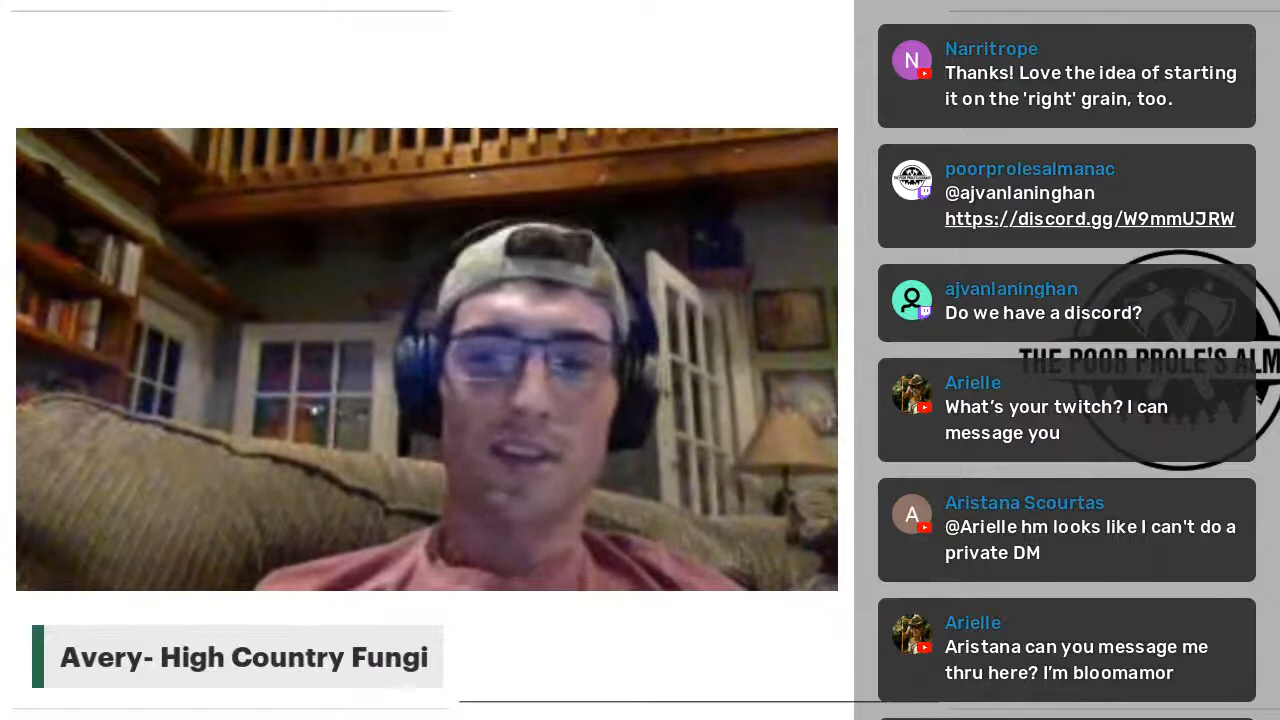 Narritrope
Thanks! Love the idea of starting
it on the 'right' grain, too.
poorprolesalmanac
@ajvanlaninghan
https://discord.gg/W9mmUJRW
ajvanlaninghan
Do we have a discord?
THE POOR PROLE'S ALM
Arielle
What's your twitch? I can
message you
Aristana Scourtas
@Arielle hm looks like I can't do a
private DM
Arielle
Aristana can you message me
thru here? I'm bloomamor
Avery- High Country Fungi
N
A